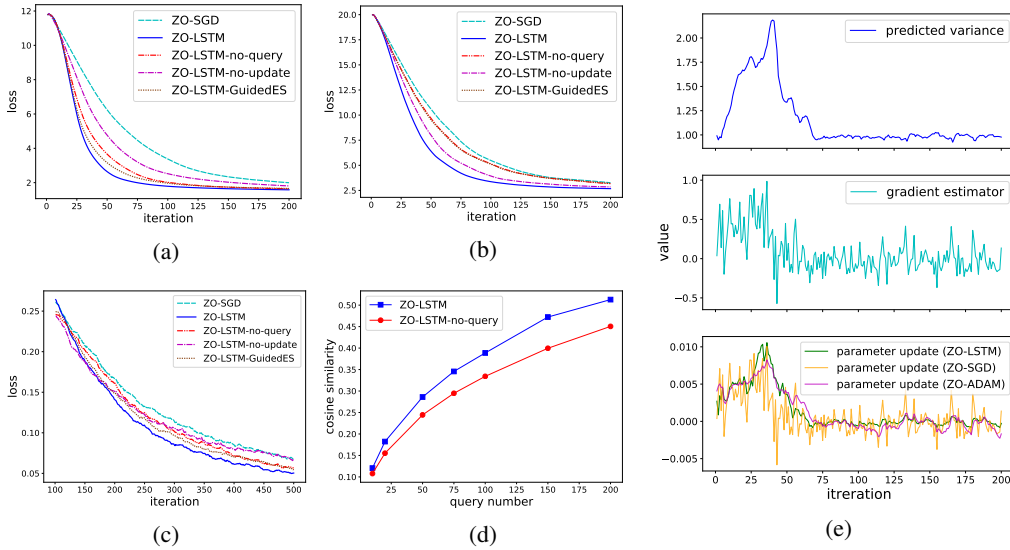 12
10
8
6
4
2
loss
0
25
50
75
100
125
150
175
200
iteration
ZO-SGD
ZO-LSTM
ZO-LSTM-no-query
ZO-LSTM-no-update
ZO-LSTM-GuidedES
(a)
20.0
17.5
15.0
12.5
10.0
7.5
5.0
2.5
loss
0
25
50
75
100
125
150
175
200
iteration
ZO-SGD
ZO-LSTM
ZO-LSTM-no-query
ZO-LSTM-no-update
ZO-LSTM-GuidedES
(b)
0.25
0.20
0.15
0.10
0.05
loss
100
150
200
250
300
350
400
450
500
iteration
ZO-SGD
ZO-LSTM
ZO-LSTM-no-query
ZO-LSTM-no-update
ZO-LSTM-GuidedES
(c)
0.50
0.45
0.40
0.35
0.30
0.25
0.20
0.15
0.10
cosine similarity
25
50
75
100
125
150
175
200
query number
ZO-LSTM
ZO-LSTM-no-query
(d)
2.00
1.75
1.50
1.25
1.00
predicted variance
1.0
0.5
0.0
−0.5
value
gradient estimator
0.010
0.005
0.000
−0.005
parameter update (ZO-LSTM)
parameter update (ZO-SGD)
parameter update (ZO-ADAM)
0
25
50
75
100
125
150
175
200
itreration
(e)